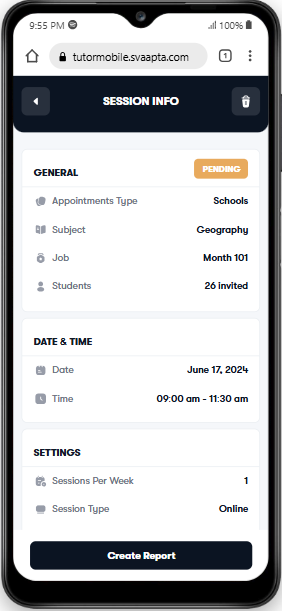 9:55 PM 100%
tutormobile.svaapta.com 1
SESSION INFO
GENERAL PENDING
Appointments Type Schools
Subject Geography
Job Month 101
Students 26 invited
DATE & TIME
Date June 17, 2024
Time 09:00 am - 11:30 am
SETTINGS
Sessions Per Week 1
Session Type Online
Create Report